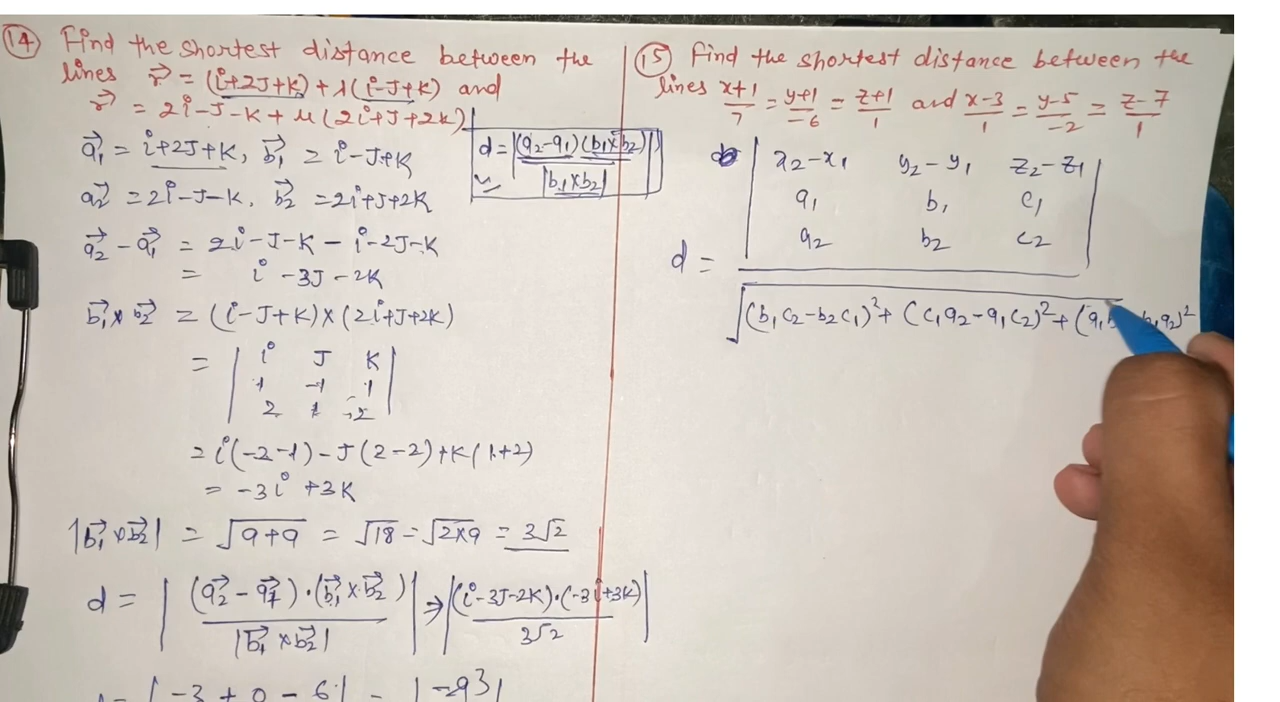 (14) Find the shortest distance between the
lines r⃗ = (i+2J+K) + λ(i-J+K) and
r⃗ = 2i-J-K+μ(2i+J+2K)
a⃗1 = i+2J+K, b⃗1 = i-J+K
d = |(a2-a1)(b1×b2)| / |b1×b2|
a⃗2 = 2i-J-K, b⃗2 = 2i+J+2K
a⃗2 - a⃗1 = 2i-J-K-i-2J-K
= i-3J-2K
b⃗1 × b⃗2 = (i-J+K)×(2i+J+2K)
= | i J K
1 -1 1
2 1 2 |
= i(-2-1)-J(2-2)+K(1+2)
= -3i+3K
|b⃗1×b⃗2| = √9+9 = √18 = √2×9 = 3√2
d = | (a⃗2-a⃗1)·(b⃗1×b⃗2) / |b⃗1×b⃗2| | ⇒ | (i-3J-2K)·(-3i+3K) / 3√2 |
| -3+0-6 |
(15) Find the shortest distance between the
lines x+1/7 = y+1/-6 = z+1/1 and x-3/1 = y-5/-2 = z-7/1
| x2-x1 y2-y1 z2-z1
a1 b1 c1
a2 b2 c2 |
d =
√(b1c2-b2c1)²+(c1a2-a1c2)²+(a1 b1a2)²